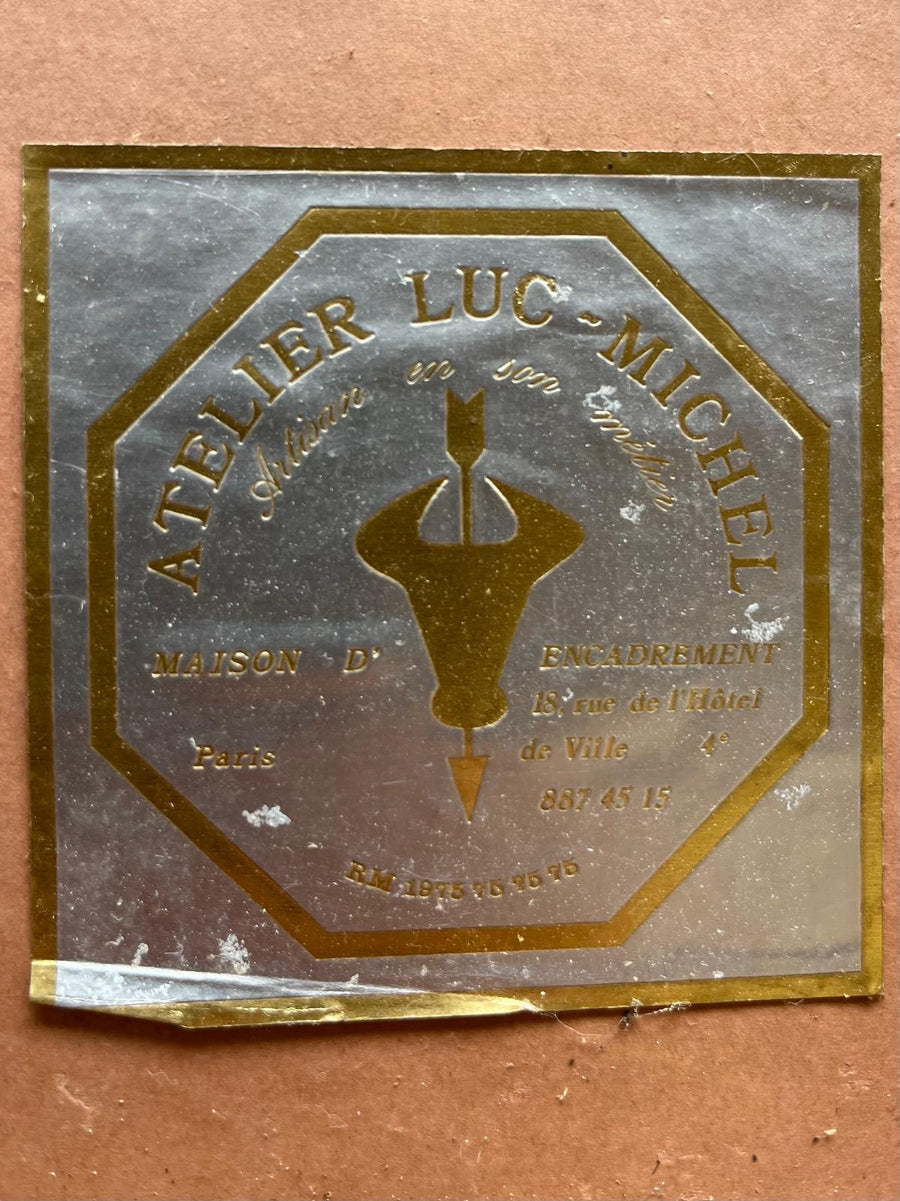 ATELIER LUC-MICHEL
Artisan en son métier
MAISON D' ENCADREMENT
18, rue de l'Hôtel
de Ville 4e
Paris
887 45 15
RM 1975 75 75 75